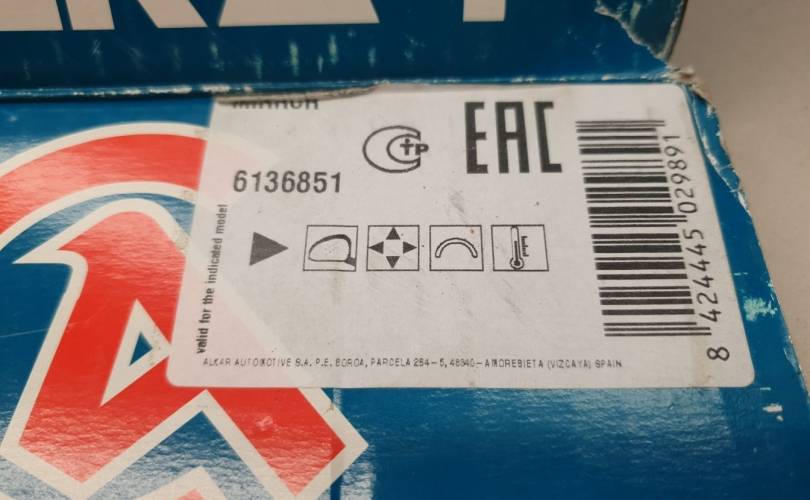 MIRROR
EAC
6136851
valid for the indicated model
ALKAR AUTOMOTIVE S.A. P.E. BOROA, PARCELA 2B4-5, 48340-AMOREBIETA (VIZCAYA) SPAIN
8 424445 029891